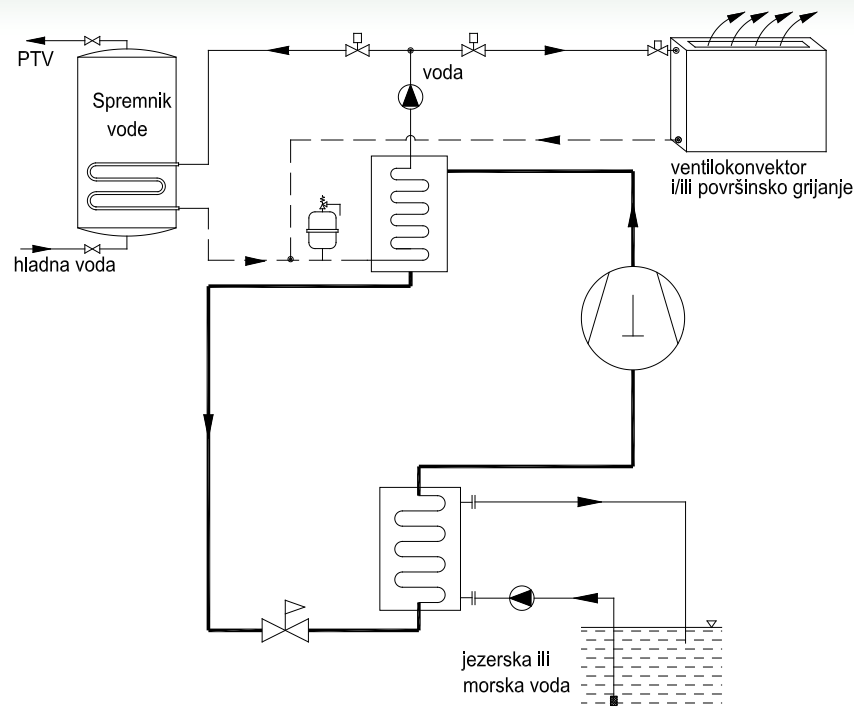 PTV
Spremnik
vode
hladna voda
voda
ventilokonvektor
i/ili površinsko grijanje
jezerska ili
morska voda